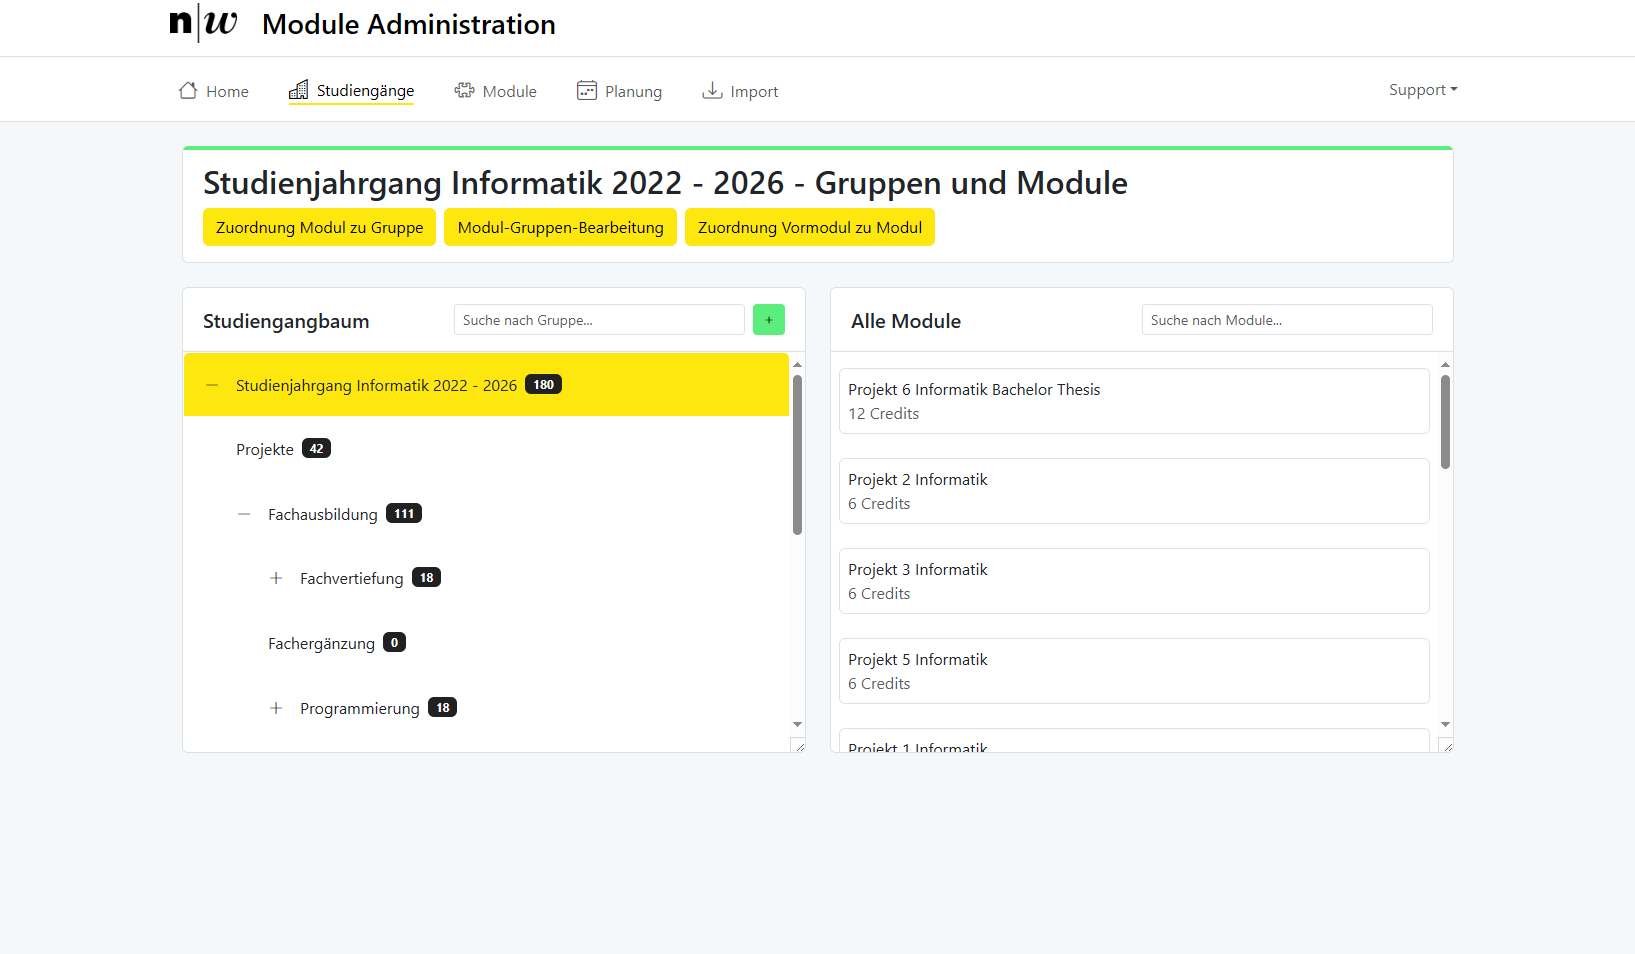 n|w Module Administration
Home Studiengänge Module Planung Import Support
Studienjahrgang Informatik 2022 - 2026 - Gruppen und Module
Zuordnung Modul zu Gruppe Modul-Gruppen-Bearbeitung Zuordnung Vormodul zu Modul
Studiengangbaum Suche nach Gruppe... +
Studienjahrgang Informatik 2022 - 2026 180
Projekte 42
Fachausbildung 111
Fachvertiefung 18
Fachergänzung 0
Programmierung 18
Alle Module Suche nach Module...
Projekt 6 Informatik Bachelor Thesis
12 Credits
Projekt 2 Informatik
6 Credits
Projekt 3 Informatik
6 Credits
Projekt 5 Informatik
6 Credits
Projekt 1 Informatik